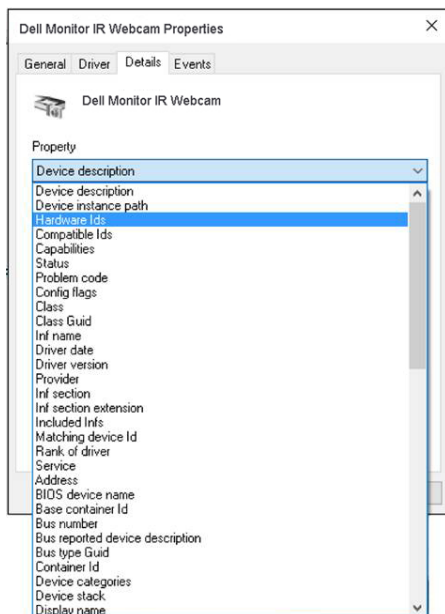 Dell Monitor IR Webcam Properties
General Driver Details Events
Dell Monitor IR Webcam
Property
Device description
Device description
Device instance path
Hardware Ids
Compatible Ids
Capabilities
Status
Problem code
Config flags
Class
Class Guid
Inf name
Driver date
Driver version
Provider
Inf section
Inf section extension
Included Infs
Matching device Id
Rank of driver
Service
Address
BIOS device name
Base container Id
Bus number
Bus reported device description
Bus type Guid
Container Id
Device categories
Device stack
Display name